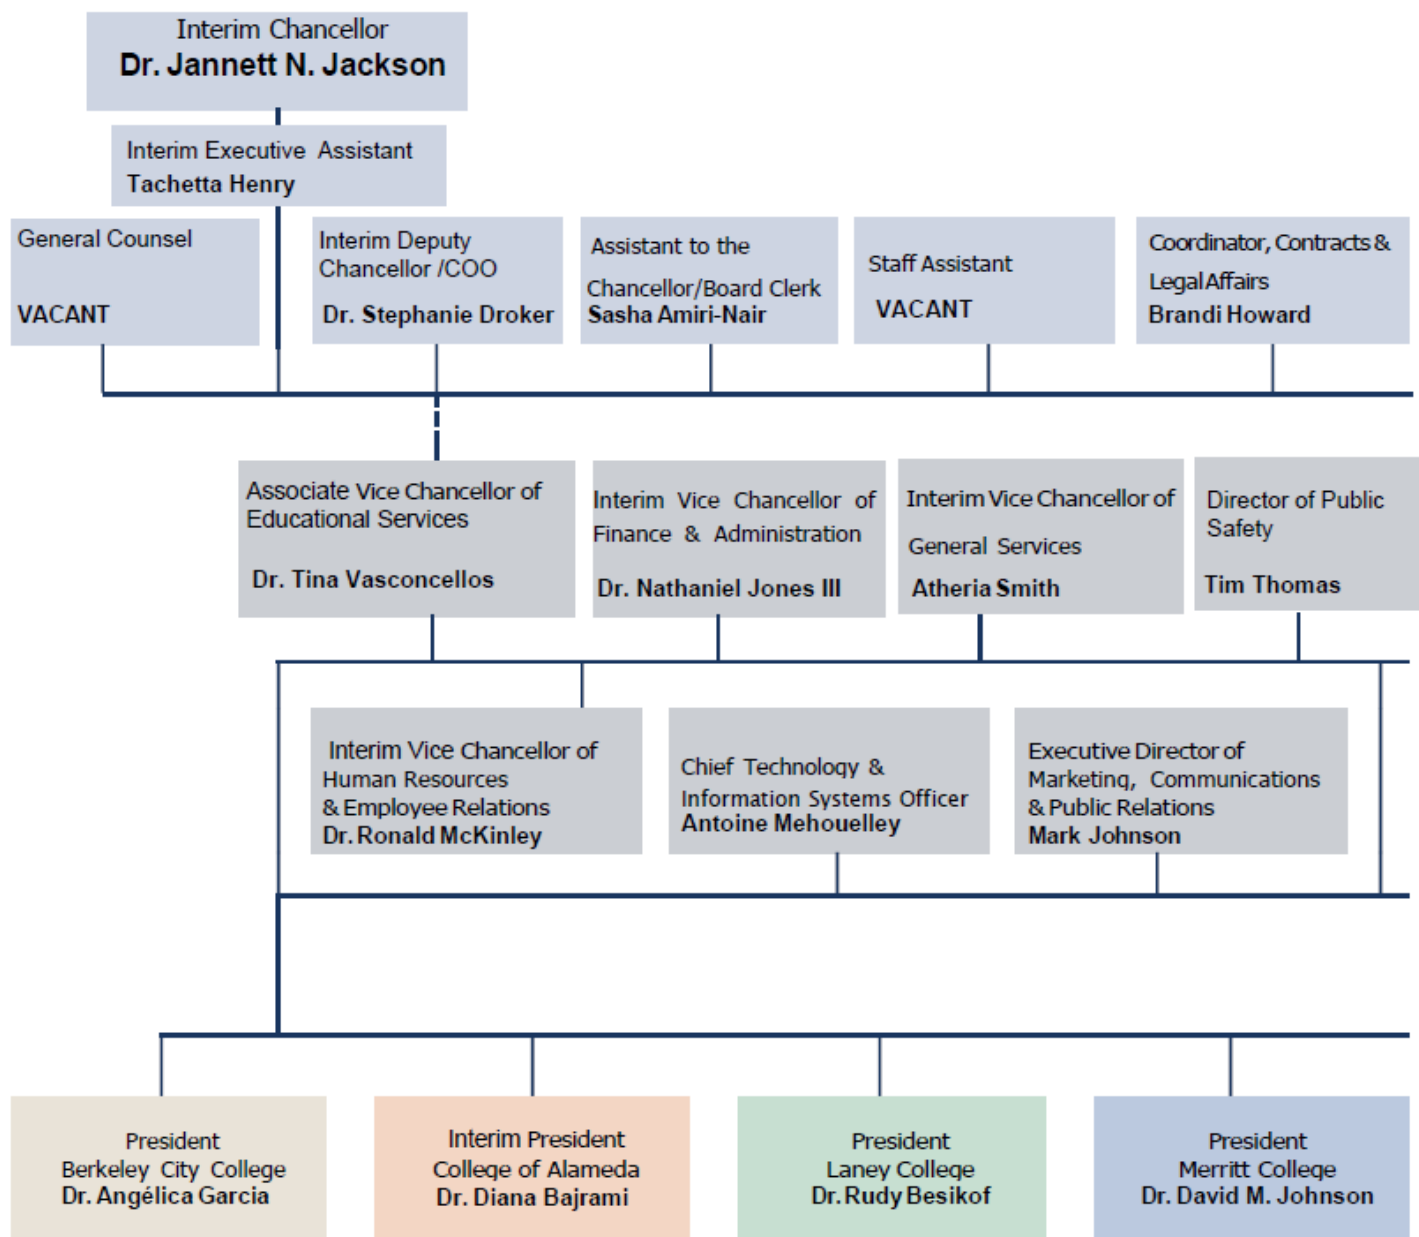 Interim Chancellor
Dr. Jannett N. Jackson
Interim Executive Assistant
Tachetta Henry
General Counsel
VACANT
Interim Deputy
Chancellor /COO
Dr. Stephanie Droker
Assistant to the
Chancellor/Board Clerk
Sasha Amiri-Nair
Staff Assistant
VACANT
Coordinator, Contracts &
Legal Affairs
Brandi Howard
Associate Vice Chancellor of
Educational Services
Dr. Tina Vasconcellos
Interim Vice Chancellor of
Finance & Administration
Dr. Nathaniel Jones III
Interim Vice Chancellor of
General Services
Atheria Smith
Director of Public
Safety
Tim Thomas
Interim Vice Chancellor of
Human Resources
& Employee Relations
Dr. Ronald McKinley
Chief Technology &
Information Systems Officer
Antoine Mehouelley
Executive Director of
Marketing, Communications
& Public Relations
Mark Johnson
President
Berkeley City College
Dr. Angélica Garcia
Interim President
College of Alameda
Dr. Diana Bajrami
President
Laney College
Dr. Rudy Besikof
President
Merritt College
Dr. David M. Johnson